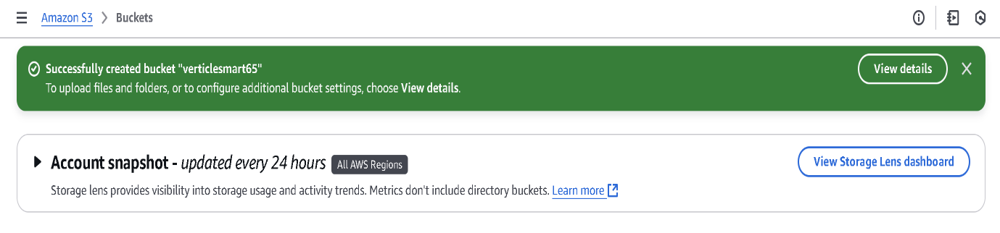 Amazon S3 > Buckets
Successfully created bucket "verticlesmart65"
View details
To upload files and folders, or to configure additional bucket settings, choose View details.
Account snapshot - updated every 24 hours All AWS Regions
View Storage Lens dashboard
Storage lens provides visibility into storage usage and activity trends. Metrics don't include directory buckets. Learn more